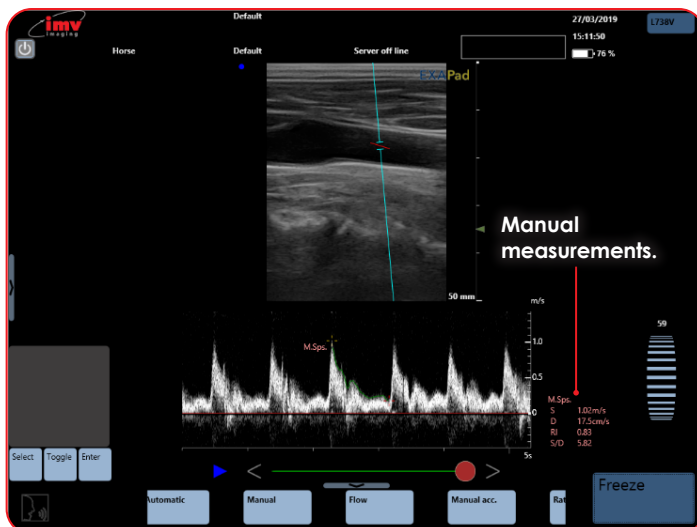 imv
imaging
Default
27/03/2019
L738V
15:11:50
76 %
Horse
Default
Server off line
EXAPad
Manual
measurements.
50 mm
m/s
1.0
0.5
0
5s
59
M.Sps.
M.Sps.
S 1.02m/s
D 17.5cm/s
RI 0.83
S/D 5.82
Select
Toggle
Enter
Automatic
Manual
Flow
Manual acc.
Rat
Freeze